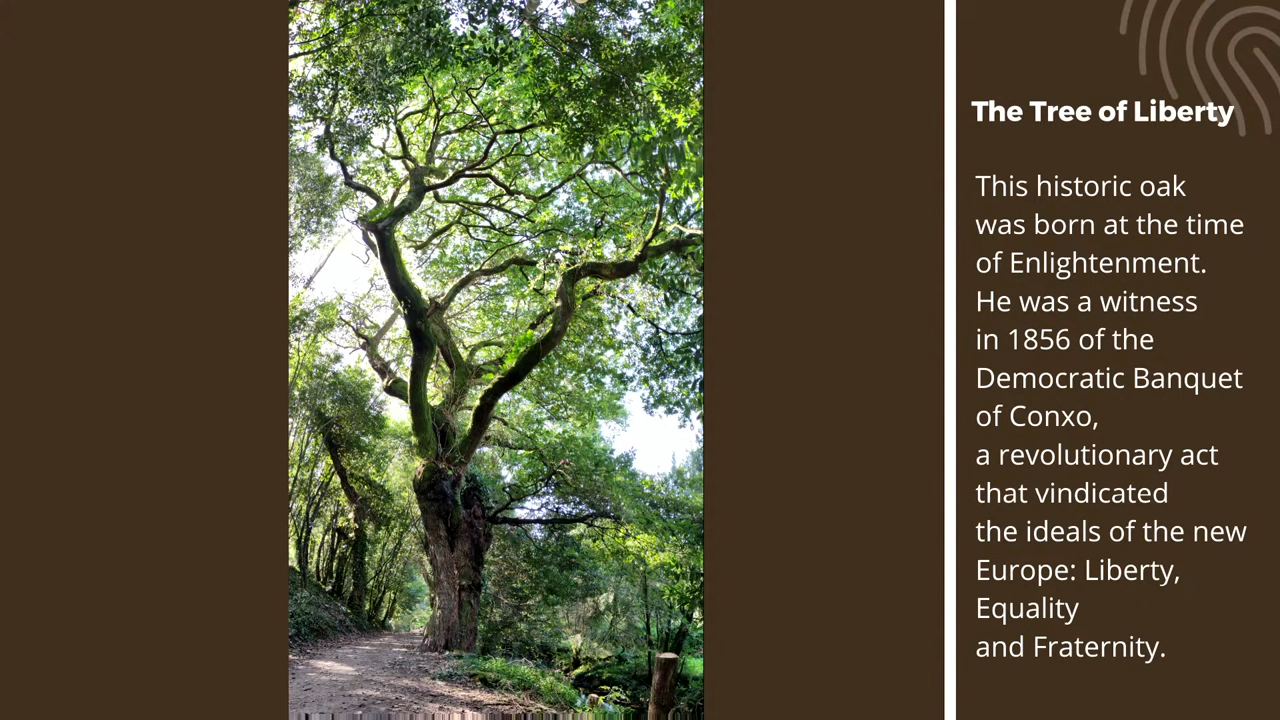 The Tree of Liberty
This historic oak
was born at the time
of Enlightenment.
He was a witness
in 1856 of the
Democratic Banquet
of Conxo,
a revolutionary act
that vindicated
the ideals of the new
Europe: Liberty,
Equality
and Fraternity.